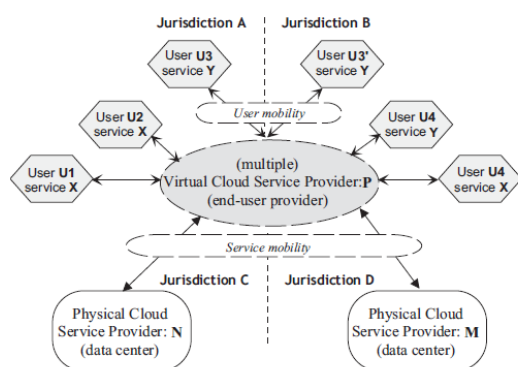 Jurisdiction A
Jurisdiction B
User U3
service Y
User U3'
service Y
User mobility
User U2
service X
User U4
service Y
User U1
service X
(multiple)
Virtual Cloud Service Provider:P
(end-user provider)
User U4
service X
Service mobility
Jurisdiction C
Jurisdiction D
Physical Cloud
Service Provider: N
(data center)
Physical Cloud
Service Provider: M
(data center)